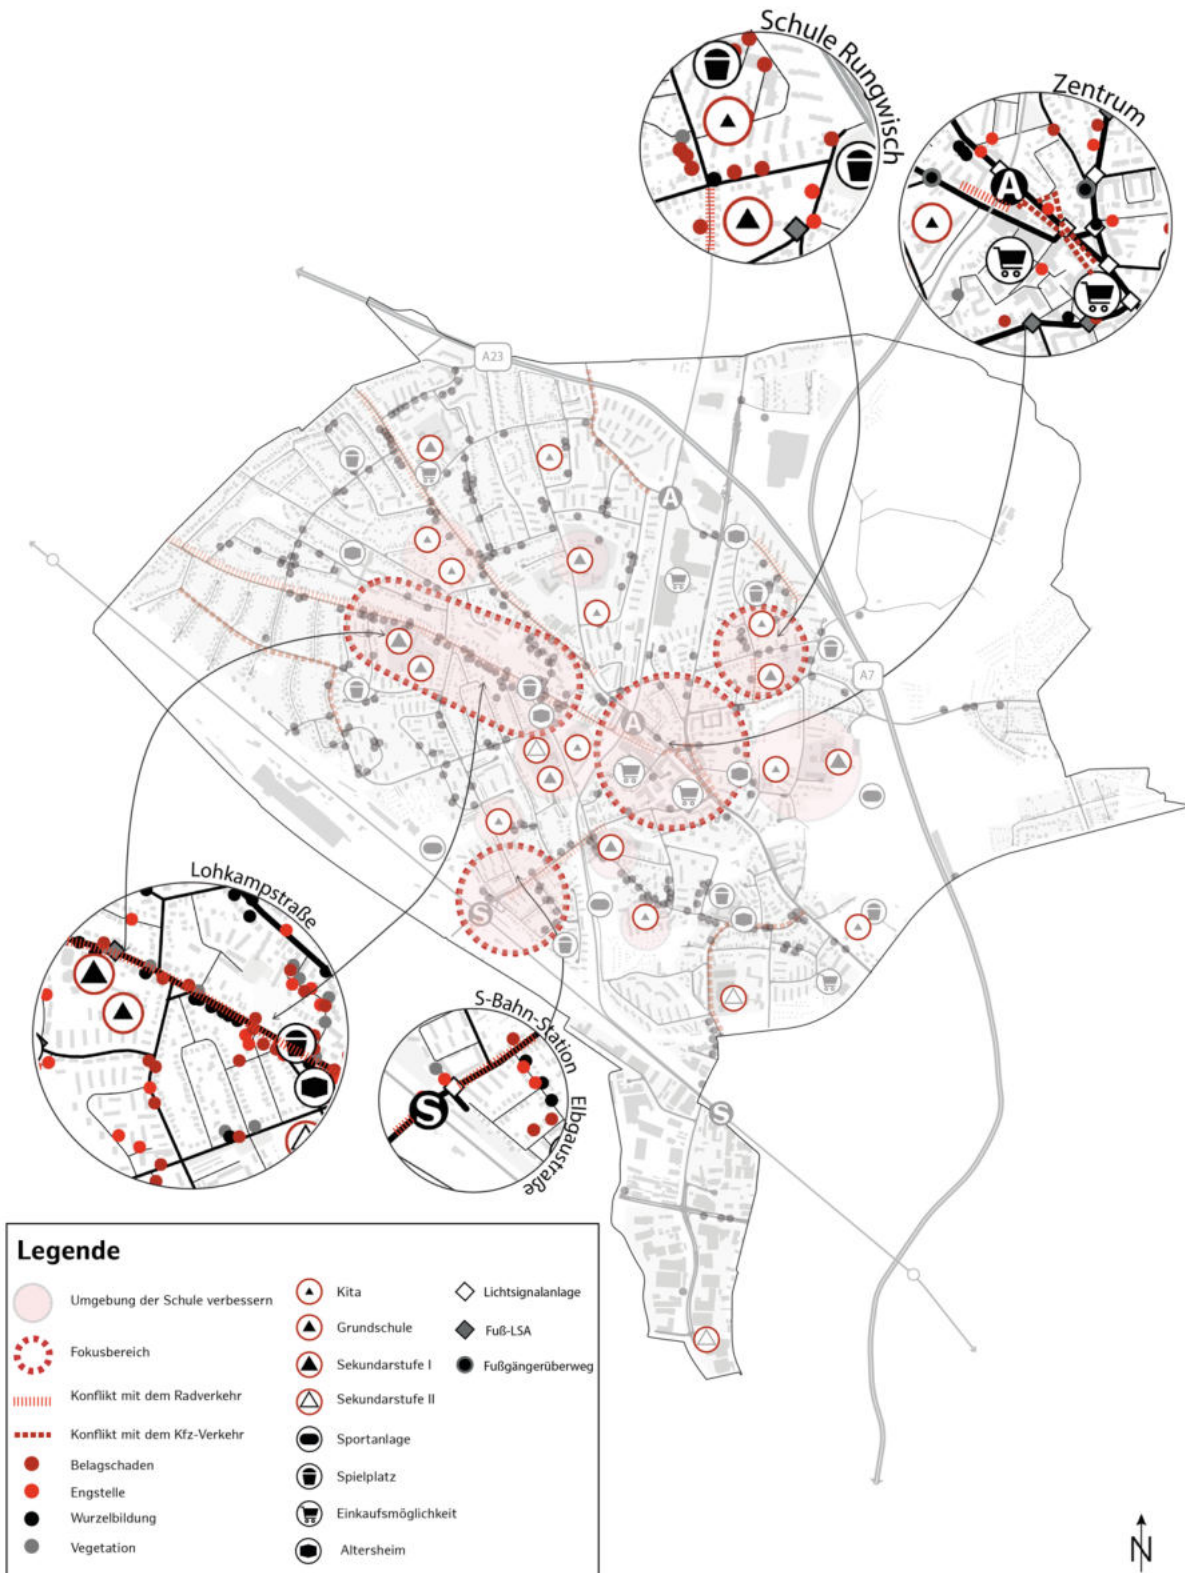 Schule Rungwisch
Zentrum
A
A23
A
A7
A
S
Lohkampstraße
S-Bahn-Station
Elbgaustraße
S
S
Legende
Umgebung der Schule verbessern
Fokusbereich
Konflikt mit dem Radverkehr
Konflikt mit dem Kfz-Verkehr
Belagschaden
Engstelle
Wurzelbildung
Vegetation
Kita
Grundschule
Sekundarstufe I
Sekundarstufe II
Sportanlage
Spielplatz
Einkaufsmöglichkeit
Altersheim
Lichtsignalanlage
Fuß-LSA
Fußgängerüberweg
N